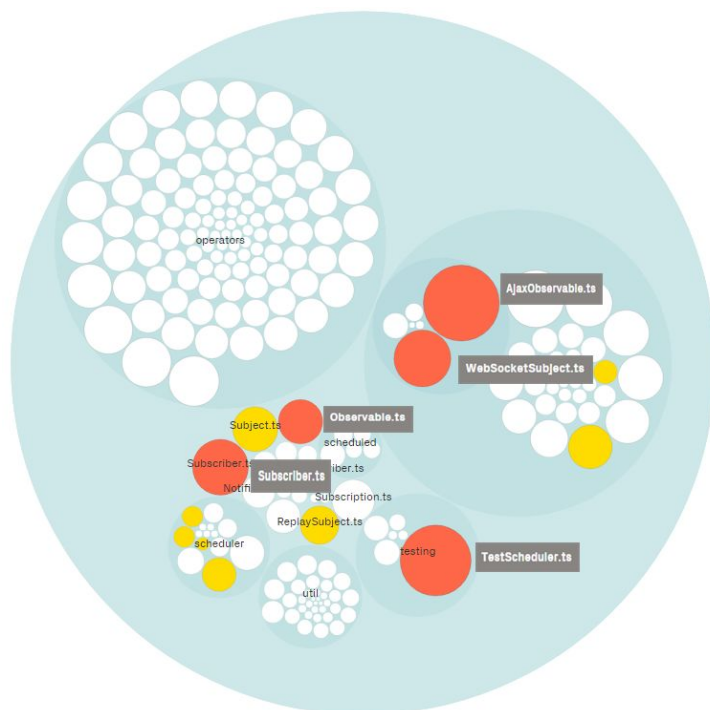 operators
AjaxObservable.ts
WebSocketSubject.ts
Observable.ts
Subject.ts
scheduled
Subscriber.ts
Subscriber.ts
Subscription.ts
ReplaySubject.ts
scheduler
testing
TestScheduler.ts
util